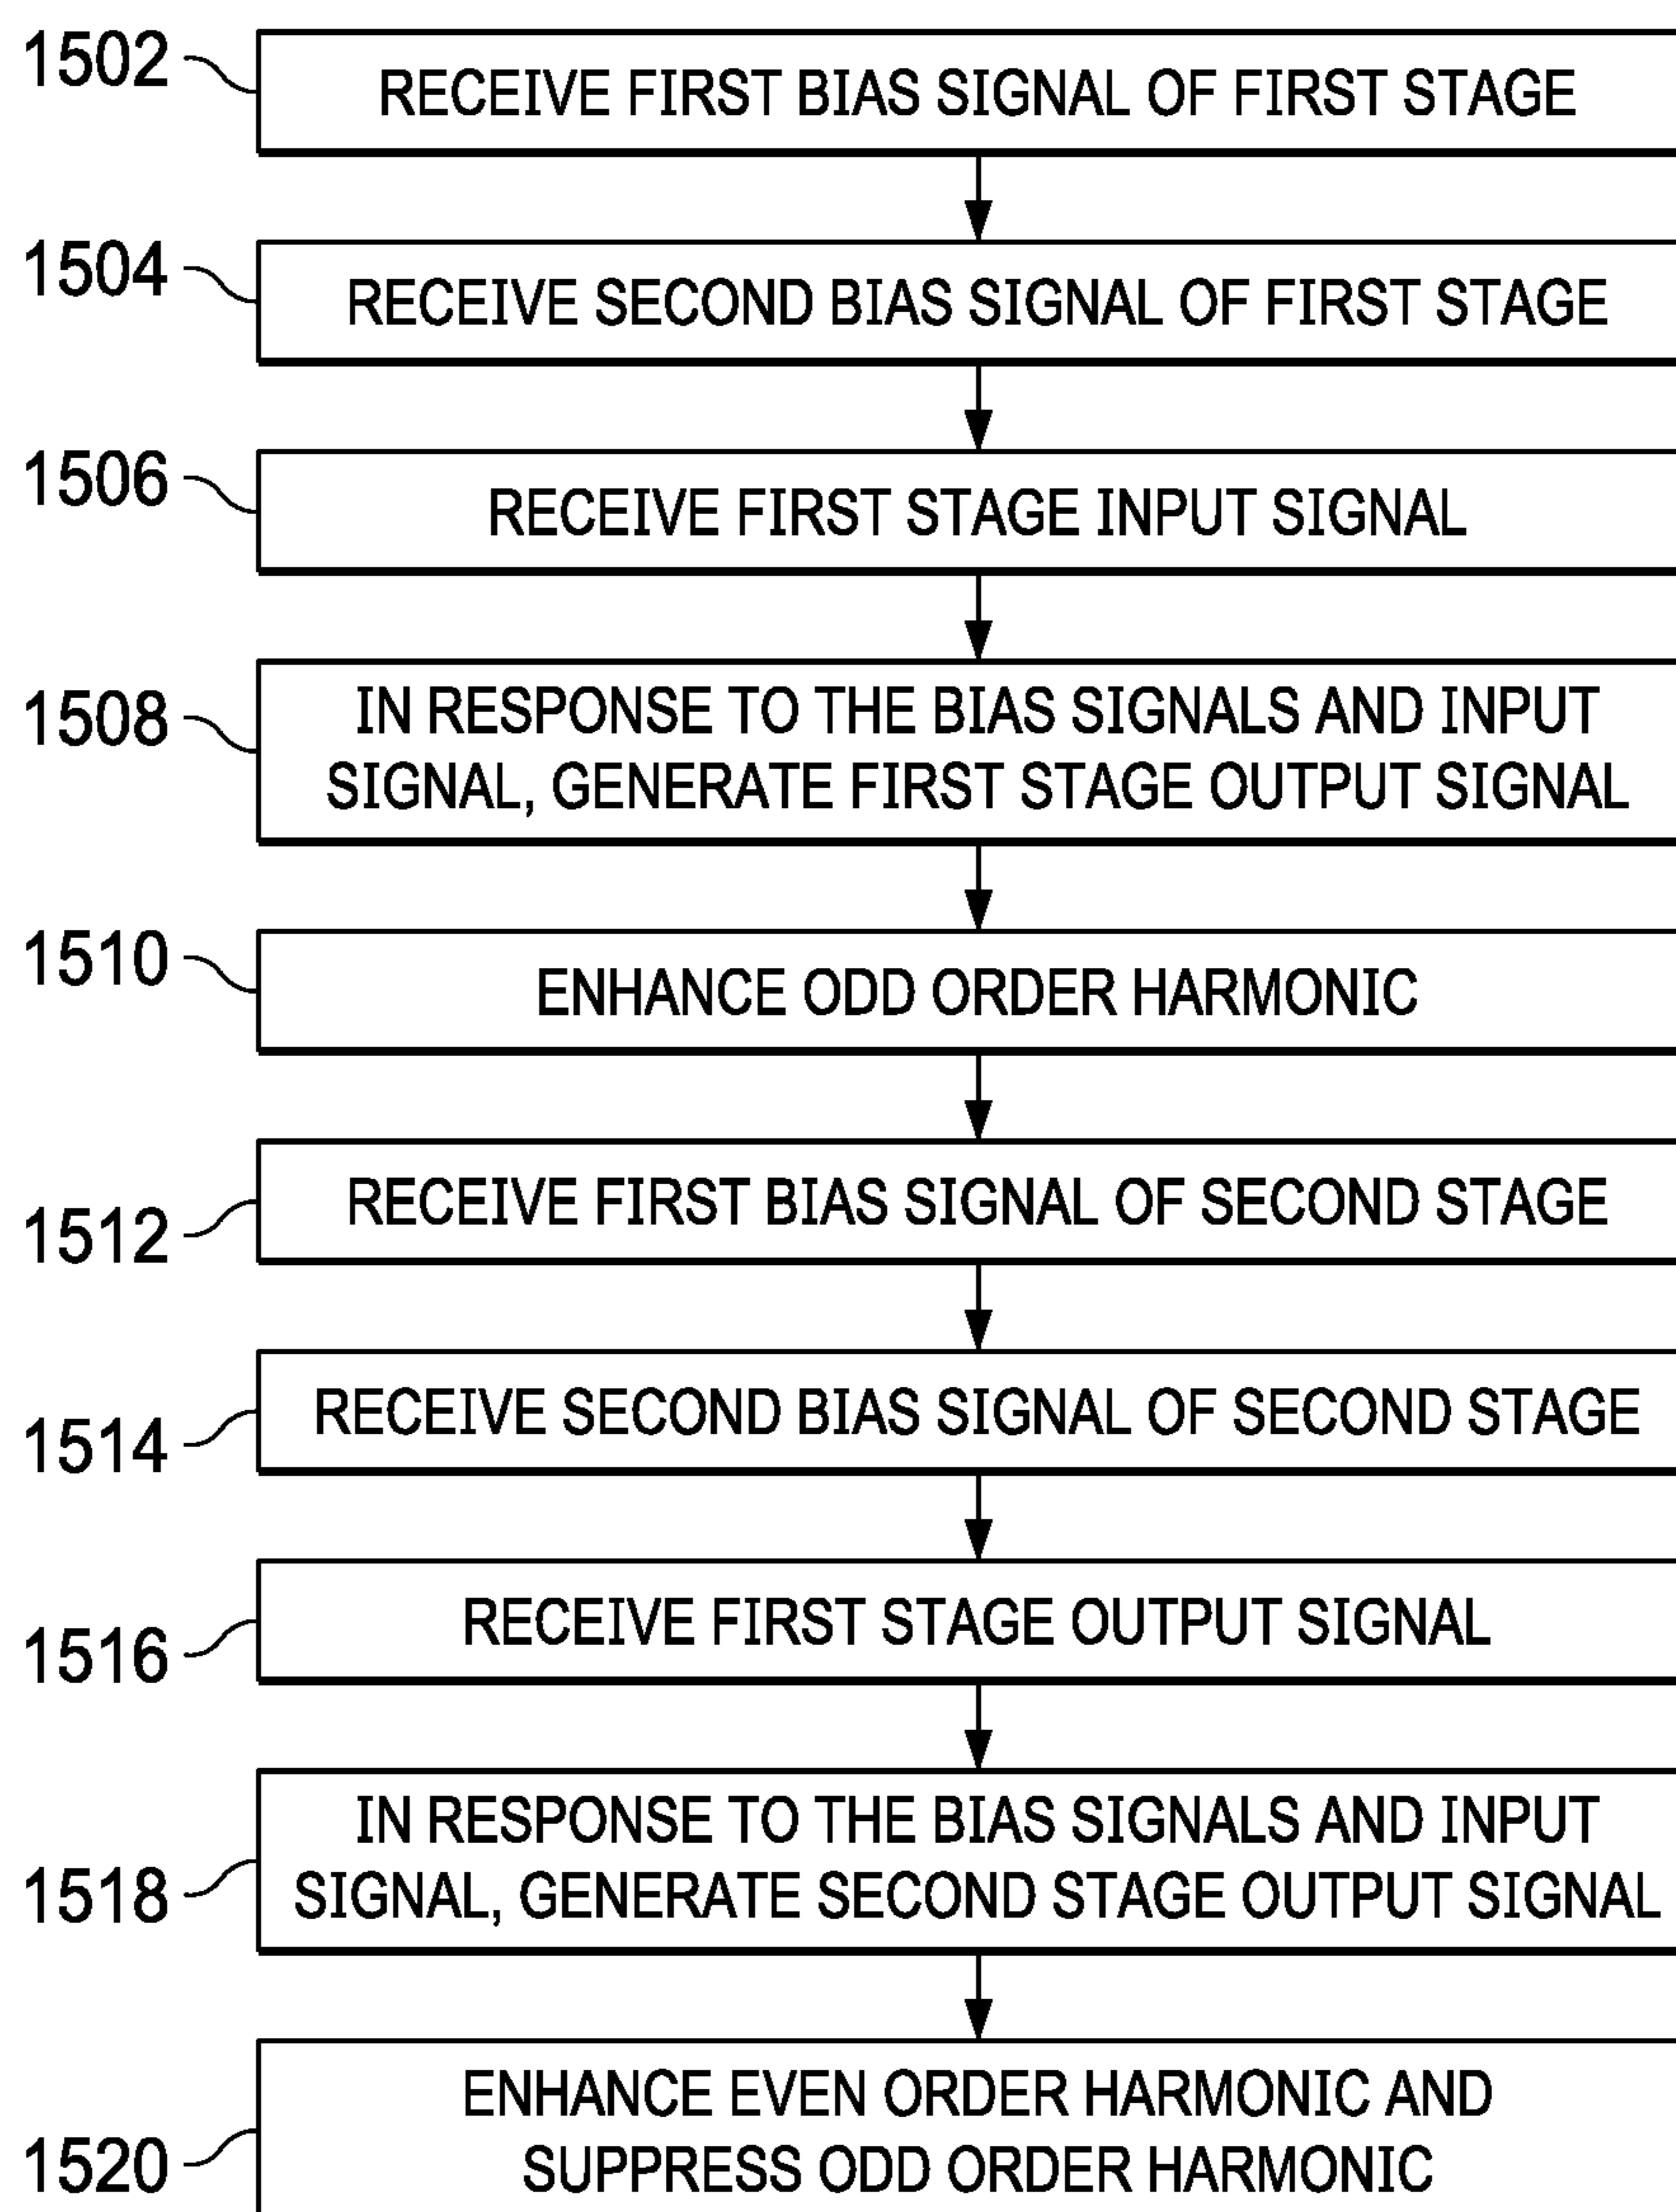 1502
RECEIVE FIRST BIAS SIGNAL OF FIRST STAGE
1504
RECEIVE SECOND BIAS SIGNAL OF FIRST STAGE
1506
RECEIVE FIRST STAGE INPUT SIGNAL
1508
IN RESPONSE TO THE BIAS SIGNALS AND INPUT
SIGNAL, GENERATE FIRST STAGE OUTPUT SIGNAL
1510
ENHANCE ODD ORDER HARMONIC
1512
RECEIVE FIRST BIAS SIGNAL OF SECOND STAGE
1514
RECEIVE SECOND BIAS SIGNAL OF SECOND STAGE
1516
RECEIVE FIRST STAGE OUTPUT SIGNAL
1518
IN RESPONSE TO THE BIAS SIGNALS AND INPUT
SIGNAL, GENERATE SECOND STAGE OUTPUT SIGNAL
1520
ENHANCE EVEN ORDER HARMONIC AND
SUPPRESS ODD ORDER HARMONIC